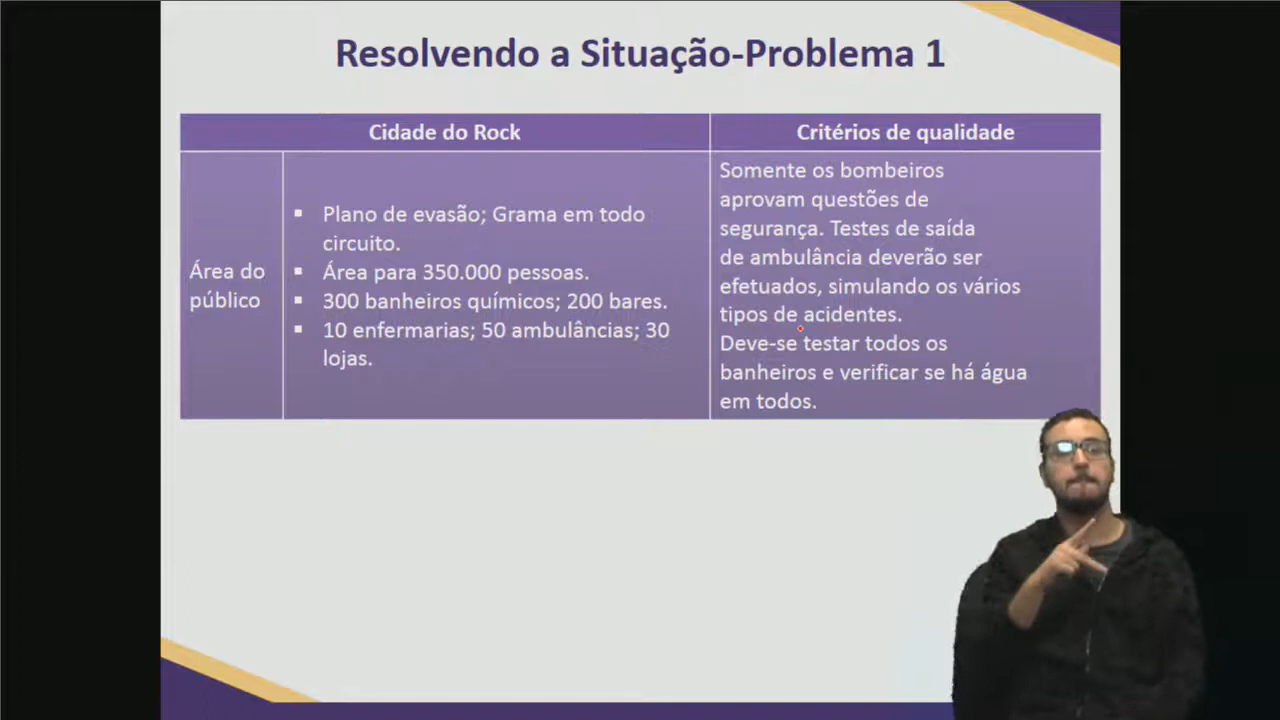 Resolvendo a Situação-Problema 1
Cidade do Rock
Critérios de qualidade
Área do
público
▪ Plano de evasão; Grama em todo
circuito.
▪ Área para 350.000 pessoas.
▪ 300 banheiros químicos; 200 bares.
▪ 10 enfermarias; 50 ambulâncias; 30
lojas.
Somente os bombeiros
aprovam questões de
segurança. Testes de saída
de ambulância deverão ser
efetuados, simulando os vários
tipos de acidentes.
Deve-se testar todos os
banheiros e verificar se há água
em todos.